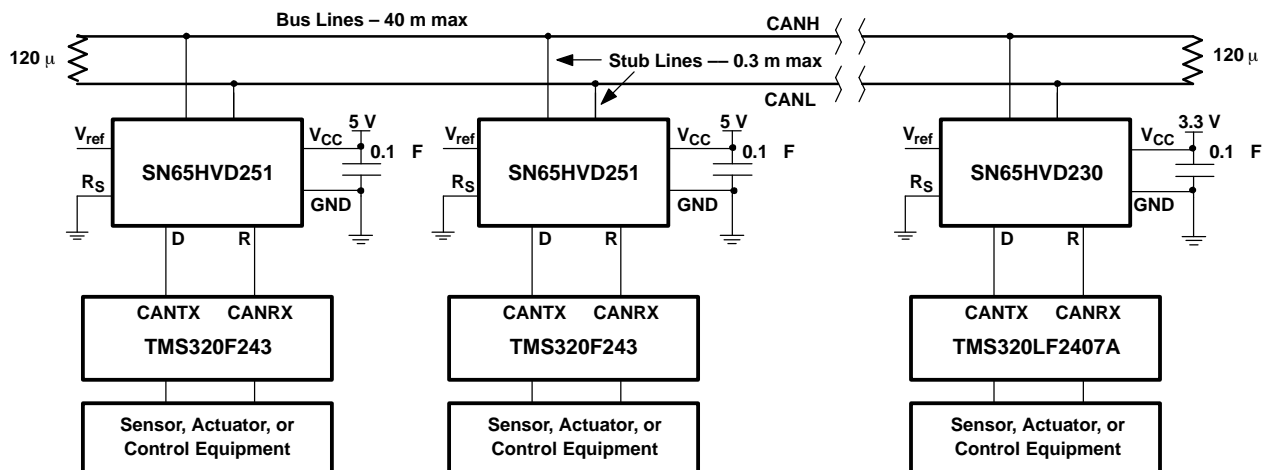 Bus Lines – 40 m max
CANH
120 μ
Stub Lines –– 0.3 m max
120 μ
CANL
Vref
VCC
5 V
0.1 F
SN65HVD251
RS
GND
D
R
Vref
VCC
5 V
0.1 F
SN65HVD251
RS
GND
D
R
Vref
VCC
3.3 V
0.1 F
SN65HVD230
RS
GND
D
R
CANTX CANRX
TMS320F243
CANTX CANRX
TMS320F243
CANTX CANRX
TMS320LF2407A
Sensor, Actuator, or
Control Equipment
Sensor, Actuator, or
Control Equipment
Sensor, Actuator, or
Control Equipment